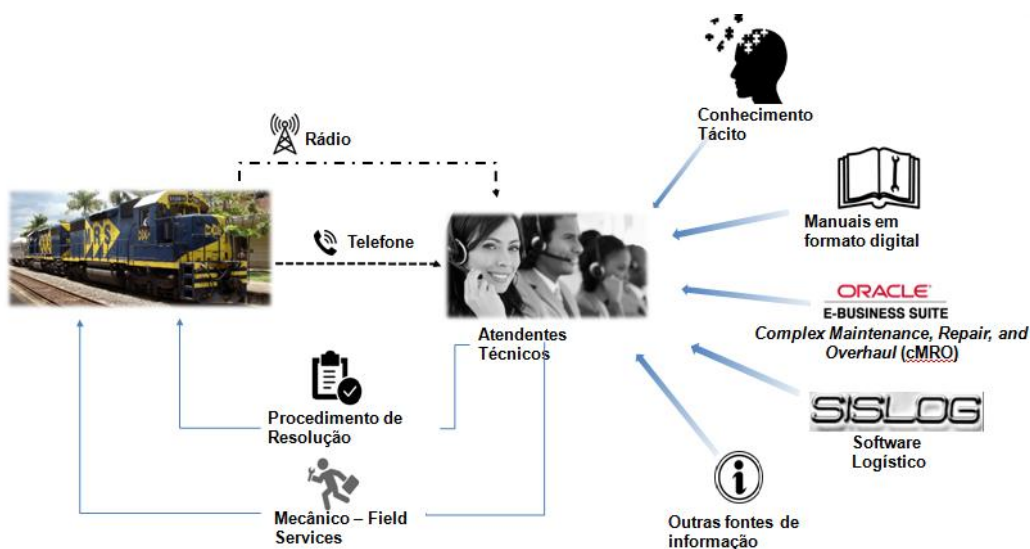 Rádio
Telefone
Atendentes
Técnicos
Procedimento de
Resolução
Mecânico – Field
Services
Conhecimento
Tácito
Manuais em
formato digital
ORACLE
E-BUSINESS SUITE
Complex Maintenance, Repair, and
Overhaul (cMRO)
SISLOG
Software
Logístico
Outras fontes de
informação